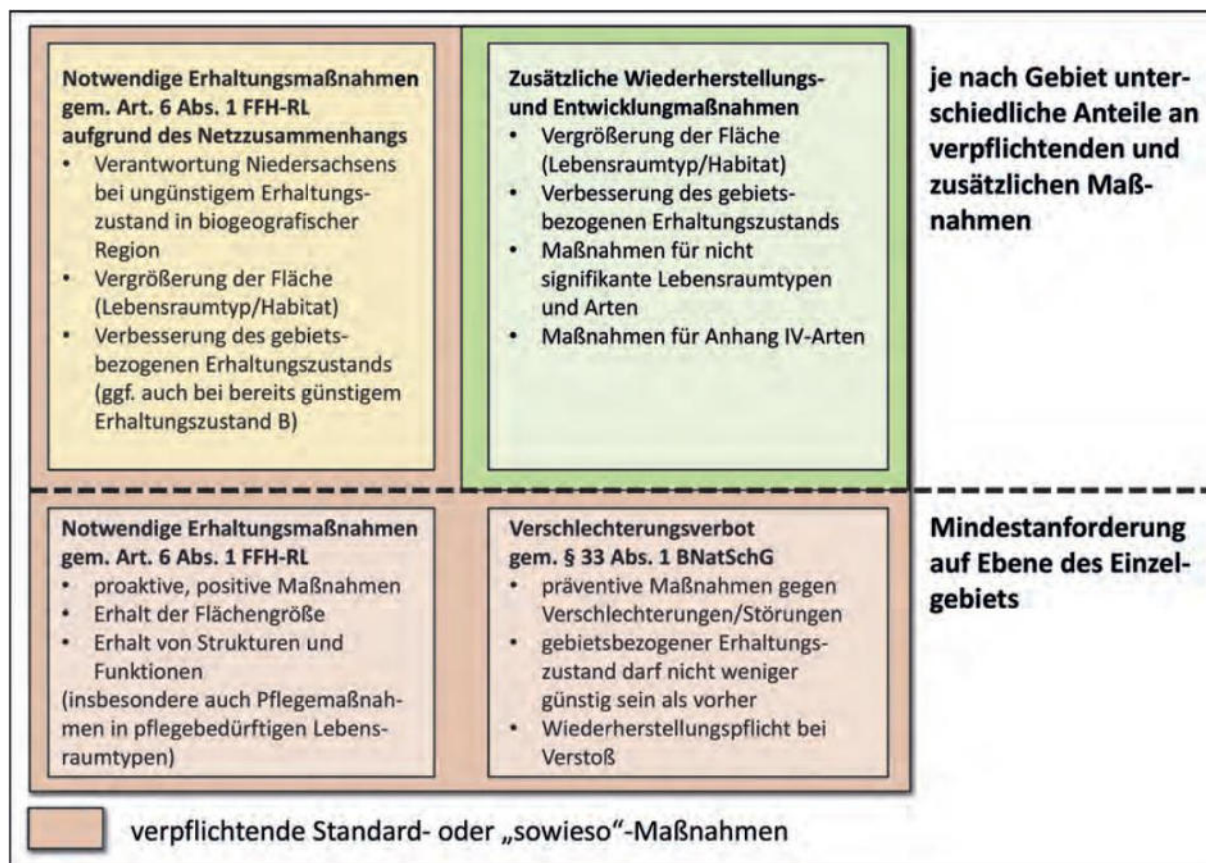 Notwendige Erhaltungsmaßnahmen
gem. Art. 6 Abs. 1 FFH-RL
aufgrund des Netzzusammenhangs
• Verantwortung Niedersachsens
bei ungünstigem Erhaltungs-
zustand in biogeografischer
Region
• Vergrößerung der Fläche
(Lebensraumtyp/Habitat)
• Verbesserung des gebiets-
bezogenen Erhaltungszustands
(ggf. auch bei bereits günstigem
Erhaltungszustand B)
Zusätzliche Wiederherstellungs-
und Entwicklungmaßnahmen
• Vergrößerung der Fläche
(Lebensraumtyp/Habitat)
• Verbesserung des gebiets-
bezogenen Erhaltungszustands
• Maßnahmen für nicht
signifikante Lebensraumtypen
und Arten
• Maßnahmen für Anhang IV-Arten
je nach Gebiet unter-
schiedliche Anteile an
verpflichtenden und
zusätzlichen Maß-
nahmen
Notwendige Erhaltungsmaßnahmen
gem. Art. 6 Abs. 1 FFH-RL
• proaktive, positive Maßnahmen
• Erhalt der Flächengröße
• Erhalt von Strukturen und
Funktionen
(insbesondere auch Pflegemaßnah-
men in pflegebedürftigen Lebens-
raumtypen)
Verschlechterungsverbot
gem. § 33 Abs. 1 BNatSchG
• präventive Maßnahmen gegen
Verschlechterungen/Störungen
• gebietsbezogener Erhaltungs-
zustand darf nicht weniger
günstig sein als vorher
• Wiederherstellungspflicht bei
Verstoß
Mindestanforderung
auf Ebene des Einzel-
gebiets
verpflichtende Standard- oder „sowieso“-Maßnahmen